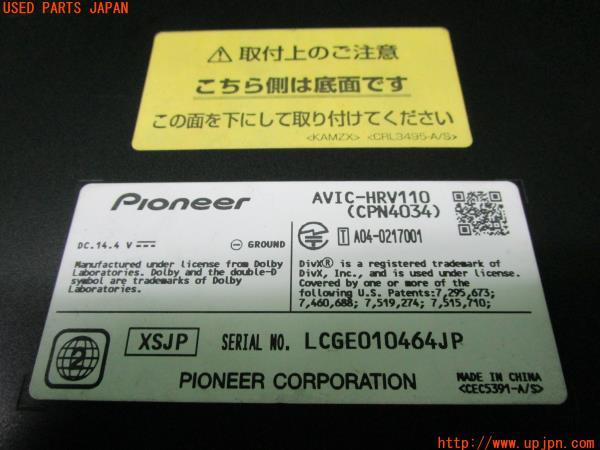 USED PARTS JAPAN
⚠ 取付上のご注意
こちら側は底面です
この面を下にして取り付けてください
<KAMZX> <CRL3495-A/S>
Pioneer
AVIC-HRV110
(CPN4034)
DC.14.4 V
GROUND
T A04-0217001
Manufactured under license from Dolby
Laboratories. Dolby and the double-D
symbol are trademarks of Dolby
Laboratories.
DivX® is a registered trademark of
DivX, Inc., and is used under license.
Covered by one or more of the
following U.S. Patents:7,295,673;
7,460,688; 7,519,274; 7,515,710;
2
XSJP SERIAL NO. LCGE010464JP
PIONEER CORPORATION
MADE IN CHINA
<CEC5391-A/S>
http://www.upjpn.com/